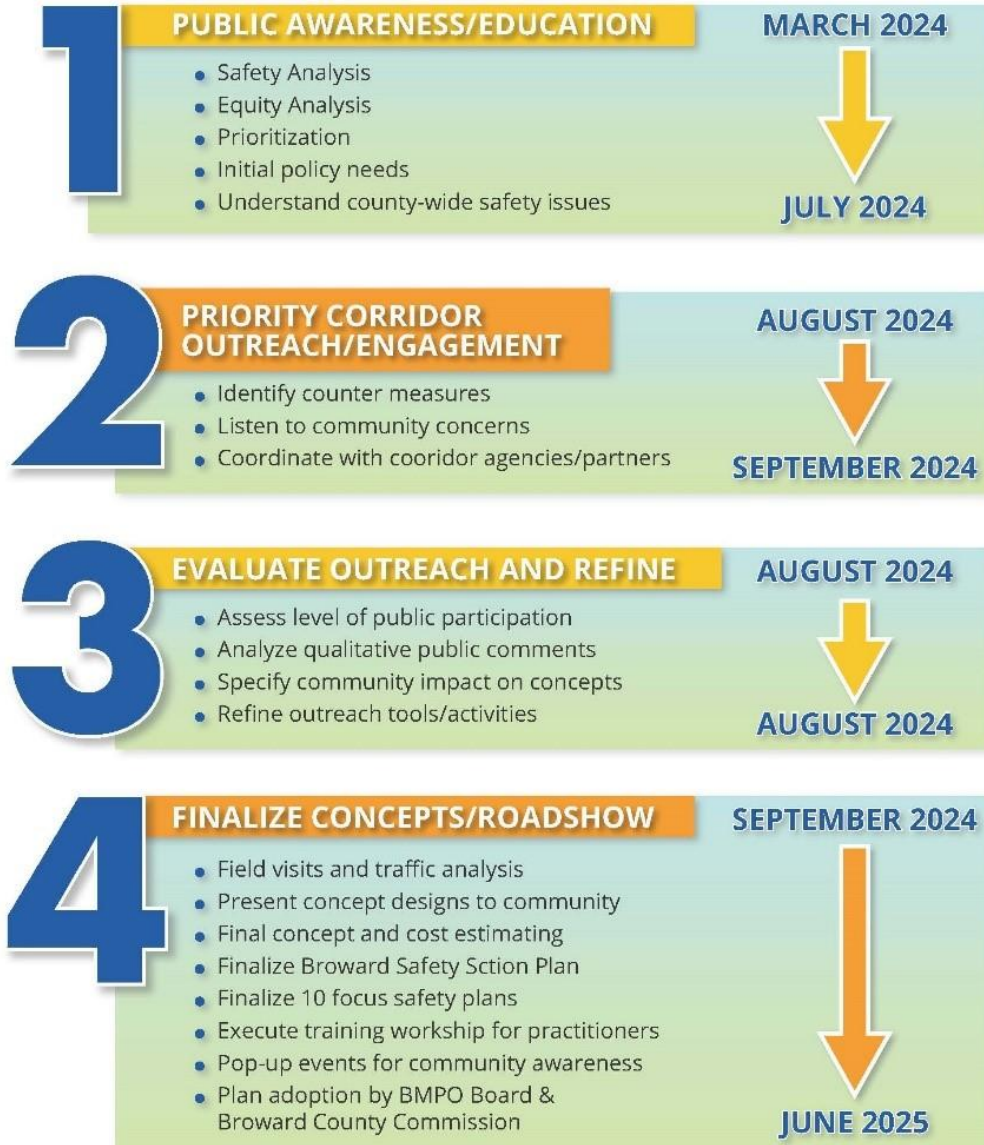 1
PUBLIC AWARENESS/EDUCATION
MARCH 2024
• Safety Analysis
• Equity Analysis
• Prioritization
• Initial policy needs
• Understand county-wide safety issues
JULY 2024
2
PRIORITY CORRIDOR
OUTREACH/ENGAGEMENT
AUGUST 2024
• Identify counter measures
• Listen to community concerns
• Coordinate with cooridor agencies/partners
SEPTEMBER 2024
3
EVALUATE OUTREACH AND REFINE
AUGUST 2024
• Assess level of public participation
• Analyze qualitative public comments
• Specify community impact on concepts
• Refine outreach tools/activities
AUGUST 2024
4
FINALIZE CONCEPTS/ROADSHOW
SEPTEMBER 2024
• Field visits and traffic analysis
• Present concept designs to community
• Final concept and cost estimating
• Finalize Broward Safety Sction Plan
• Finalize 10 focus safety plans
• Execute training workship for practitioners
• Pop-up events for community awareness
• Plan adoption by BMPO Board &
Broward County Commission
JUNE 2025